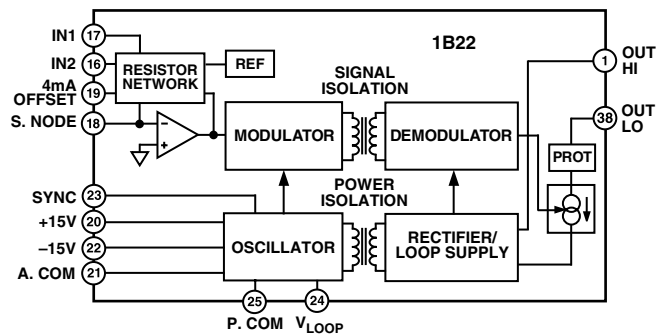 1B22
IN1
17
IN2
16
4mA
OFFSET
19
S. NODE
18
RESISTOR
NETWORK
REF
–
+
SIGNAL
ISOLATION
MODULATOR
DEMODULATOR
1
OUT
HI
38
OUT
LO
PROT
SYNC
23
+15V
20
–15V
22
A. COM
21
POWER
ISOLATION
OSCILLATOR
RECTIFIER/
LOOP SUPPLY
25
24
P. COM
VLOOP